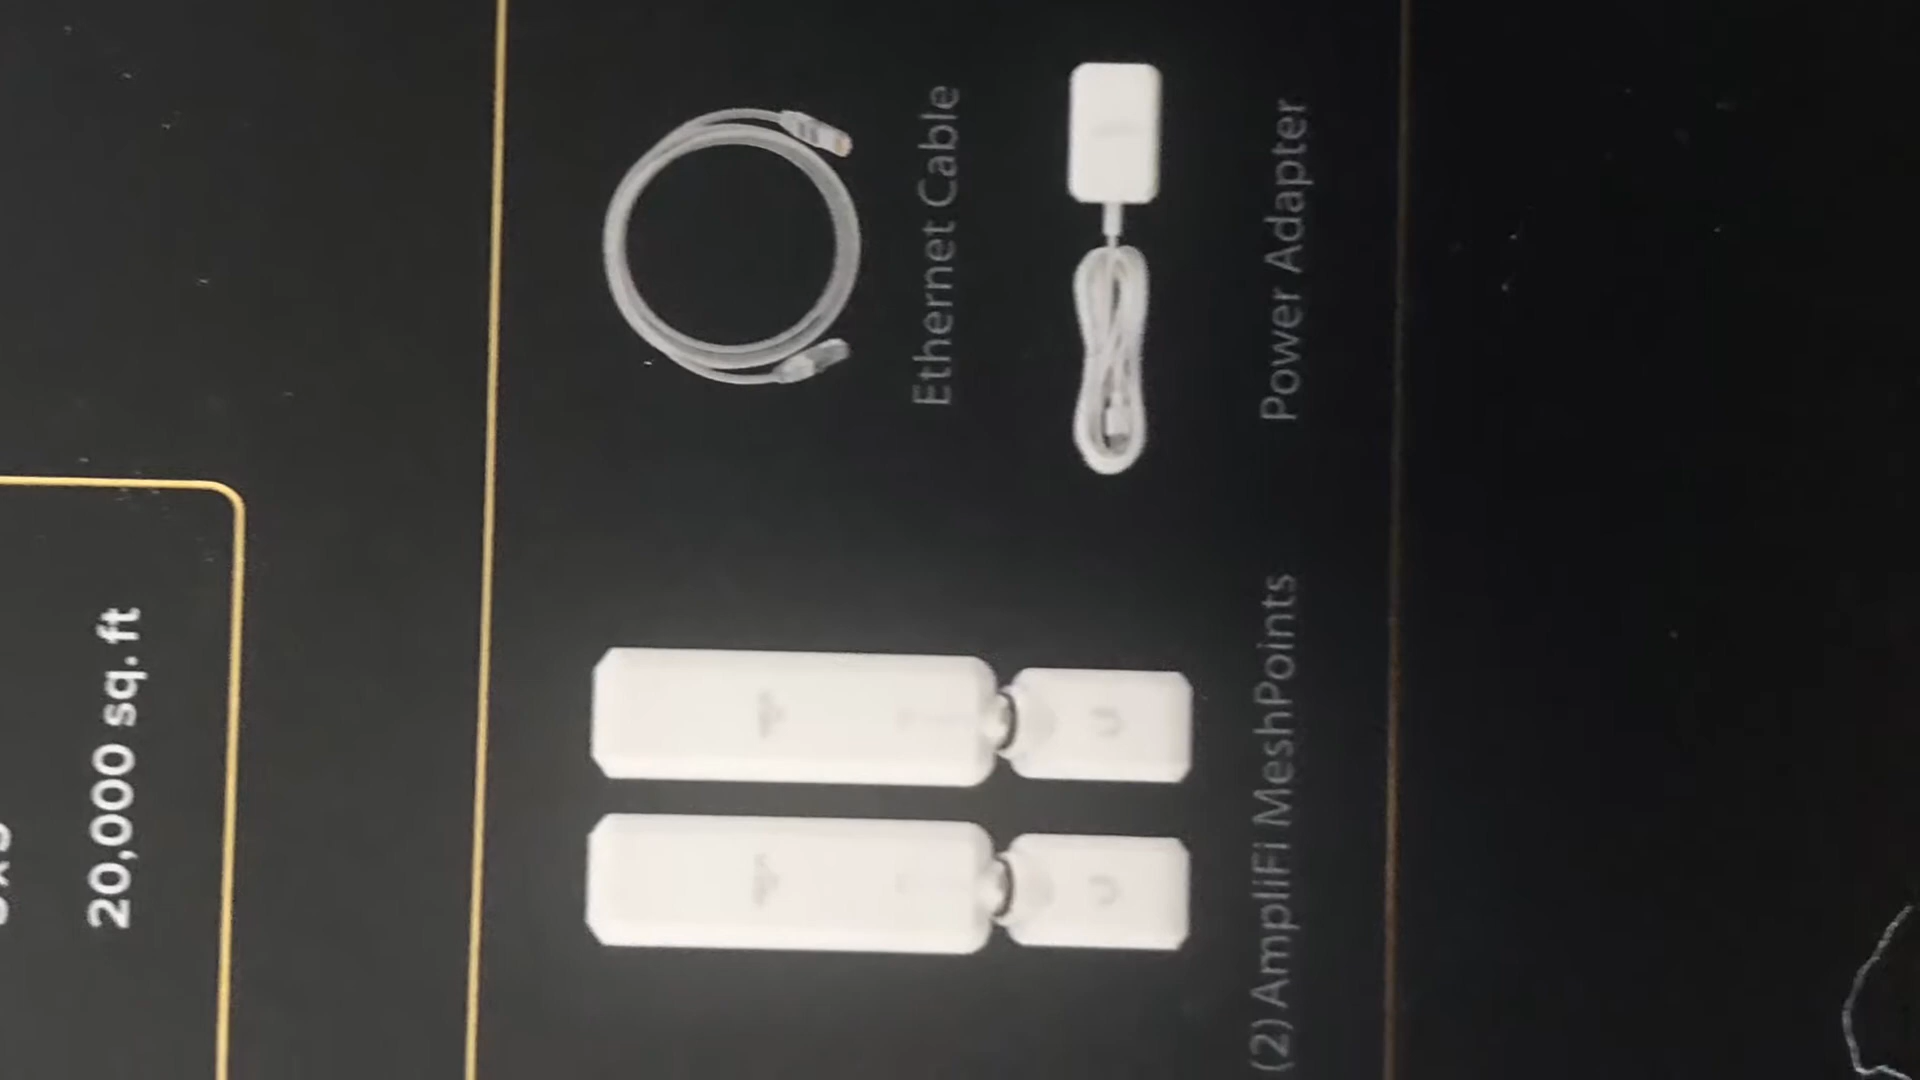 20,000 sq. ft
Ethernet Cable
(2) AmpliFi MeshPoints
Power Adapter